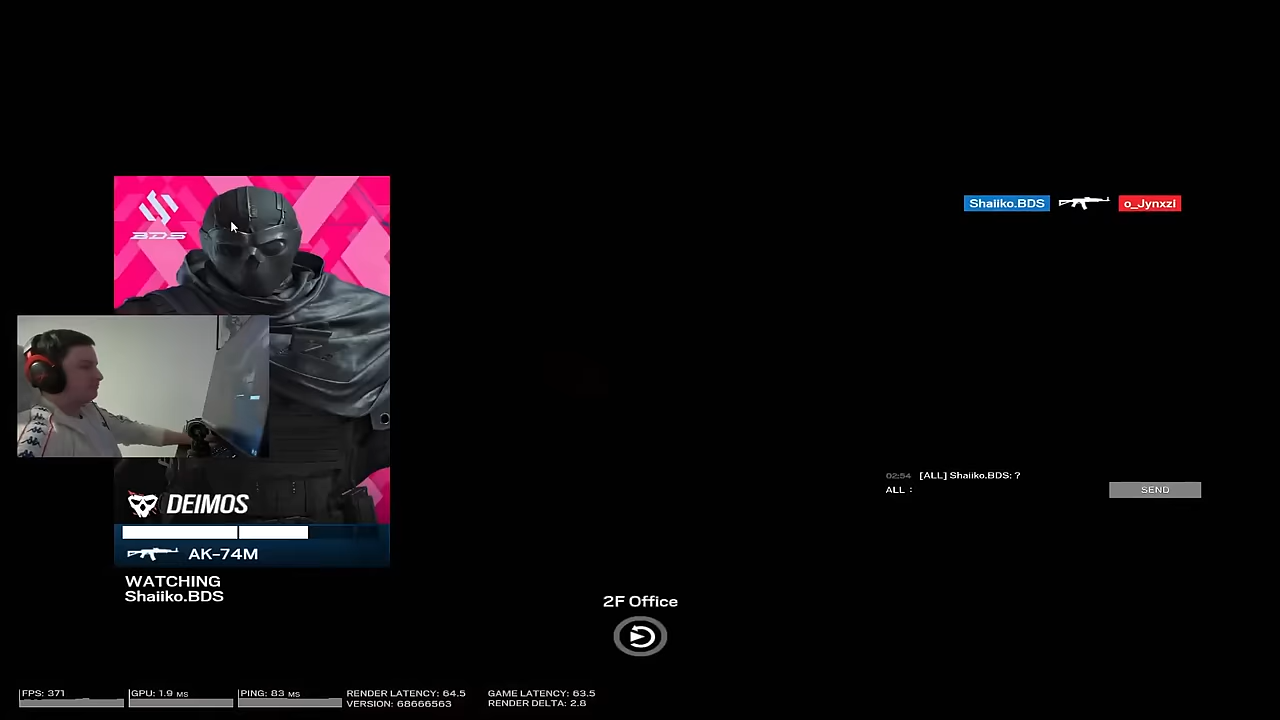 BDS
Shaiiko.BDS o_Jynxzi
02:54 [ALL] Shaiiko.BDS: ?
ALL :
SEND
DEIMOS
AK-74M
WATCHING
Shaiiko.BDS
2F Office
FPS: 371
GPU: 1.9 MS
PING: 83 MS
RENDER LATENCY: 64.5
VERSION: 68666563
GAME LATENCY: 63.5
RENDER DELTA: 2.8